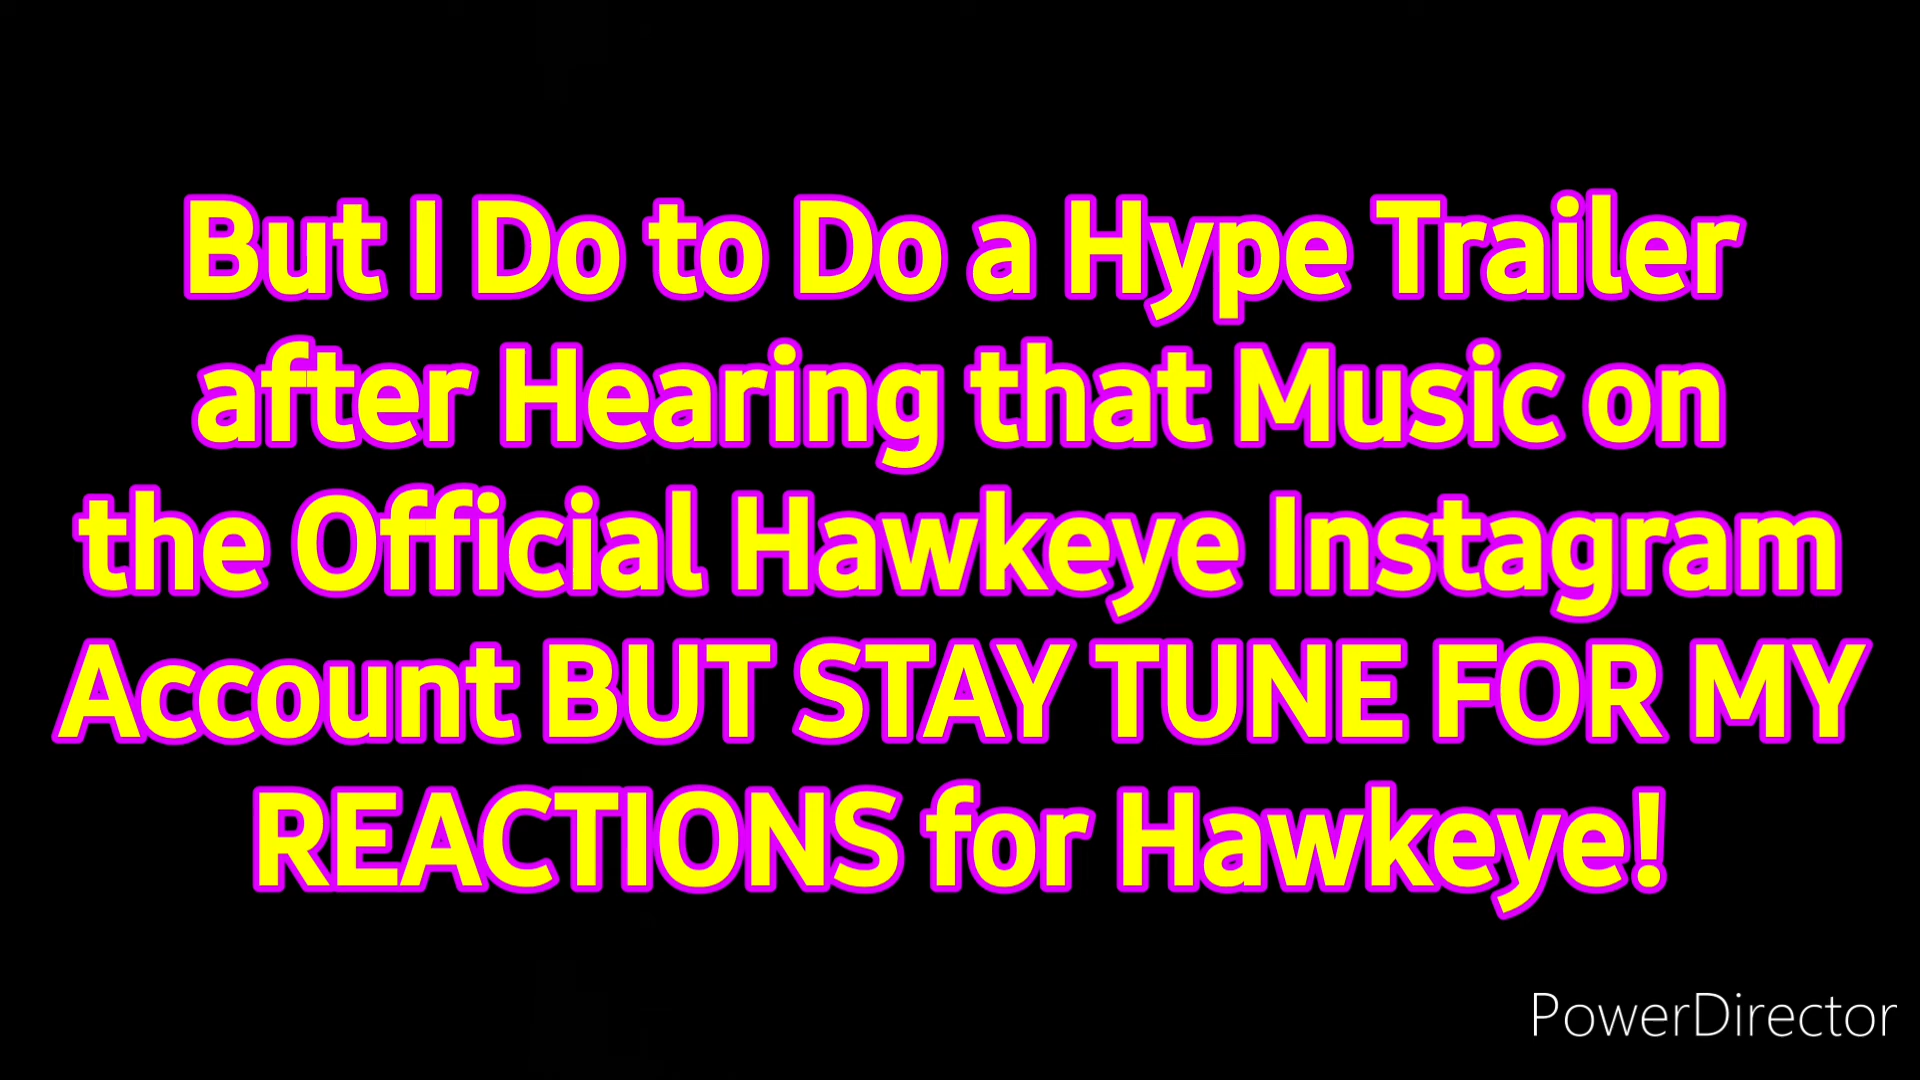 But I Do to Do a Hype Trailer
after Hearing that Music on
the Official Hawkeye Instagram
Account BUT STAY TUNE FOR MY
REACTIONS for Hawkeye!
PowerDirector